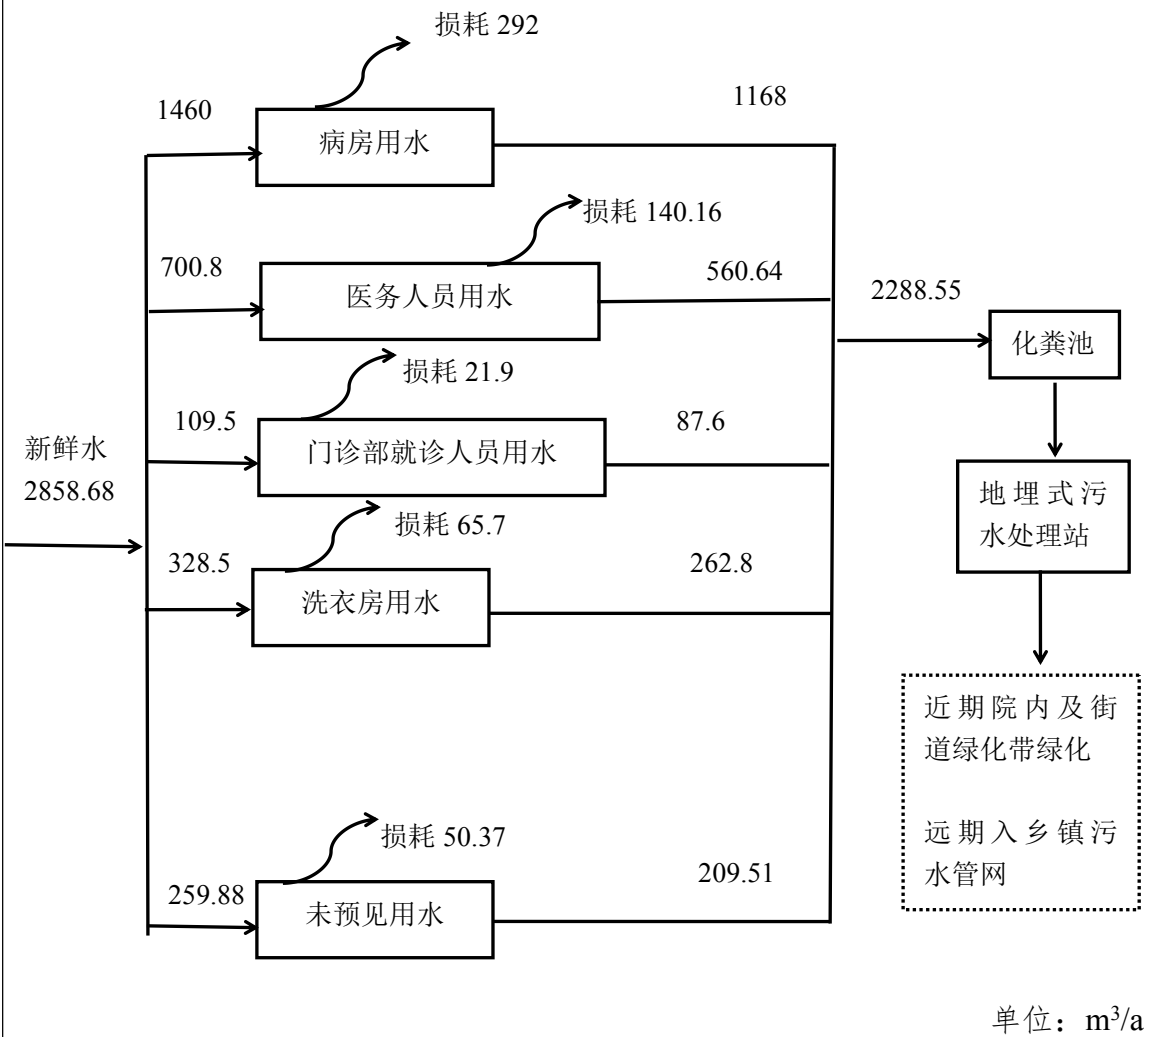 损耗 292
1460
1168
病房用水
损耗 140.16
700.8
560.64
医务人员用水
2288.55
化粪池
损耗 21.9
109.5
87.6
门诊部就诊人员用水
新鲜水
2858.68
地埋式污
水处理站
损耗 65.7
328.5
262.8
洗衣房用水
近期院内及街
道绿化带绿化
远期入乡镇污
水管网
损耗 50.37
259.88
209.51
未预见用水
单位：m³/a